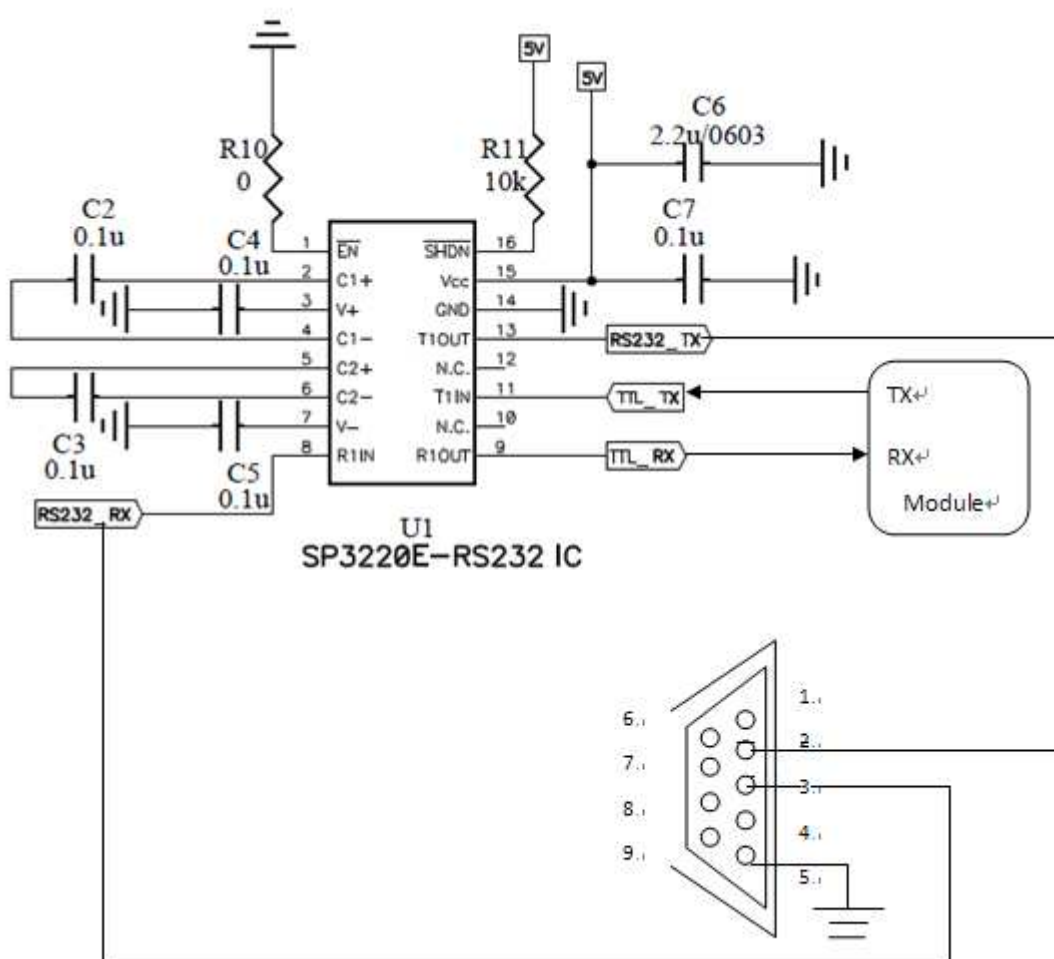 5V
5V
C6
2.2u/0603
R10
0
R11
10k
C2
0.1u
C4
0.1u
C7
0.1u
1 EN SHDN 16
2 C1+ Vcc 15
3 V+ GND 14
4 C1- T1OUT 13
5 C2+ N.C. 12
6 C2- T1IN 11
7 V- N.C. 10
8 R1IN R1OUT 9
RS232_TX
TTL_TX
TTL_RX
TX↵
RX↵
Module↵
C3
0.1u
C5
0.1u
RS232_RX
U1
SP3220E-RS232 IC
1.
6.
2.
7.
3.
8.
4.
9.
5.